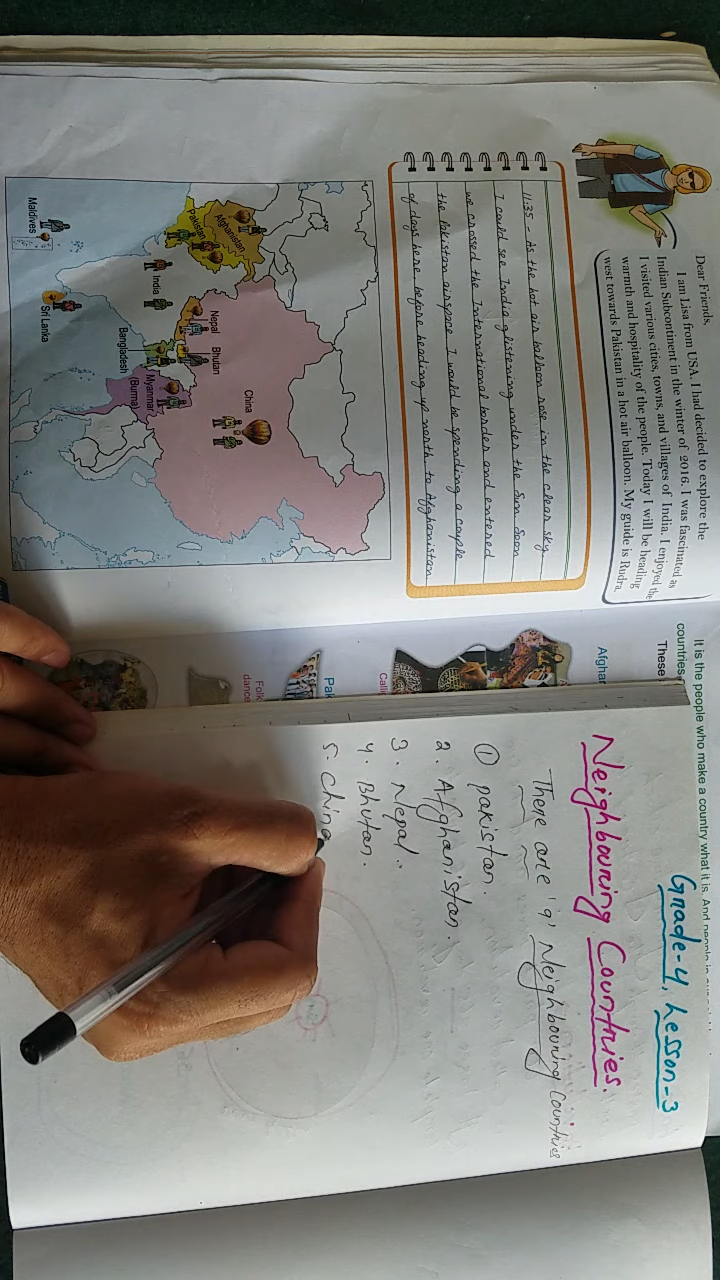 Dear Friends,
I am Lisa from USA. I had decided to explore the
Indian Subcontinent in the winter of 2016. I was fascinated as
I visited various cities, towns, and villages of India. I enjoyed the
warmth and hospitality of the people. Today I will be heading
west towards Pakistan in a hot air balloon. My guide is Rudra
11:35 - As the hot air balloon rose in the clear sky
I could see India glistening under the Sun. Soon
we crossed the International border and entered
the Pakistan airspace. I would be spending a couple
of days here before heading up north to Afghanistan
Afghanistan
Pakistan
China
Nepal
Bhutan
India
Bangladesh
Myanmar
(Burma)
Sri Lanka
Maldives
It is the people who make a country what it is. And people in
countries
These
Afghan
Calli
Pak
Folk
dance
Grade-4, Lesson-3
Neighbouring Countries.
There are '9' Neighbouring Countries
① pakistan.
2. Afghanistan.
3. Nepal.
4. Bhutan.
5. China